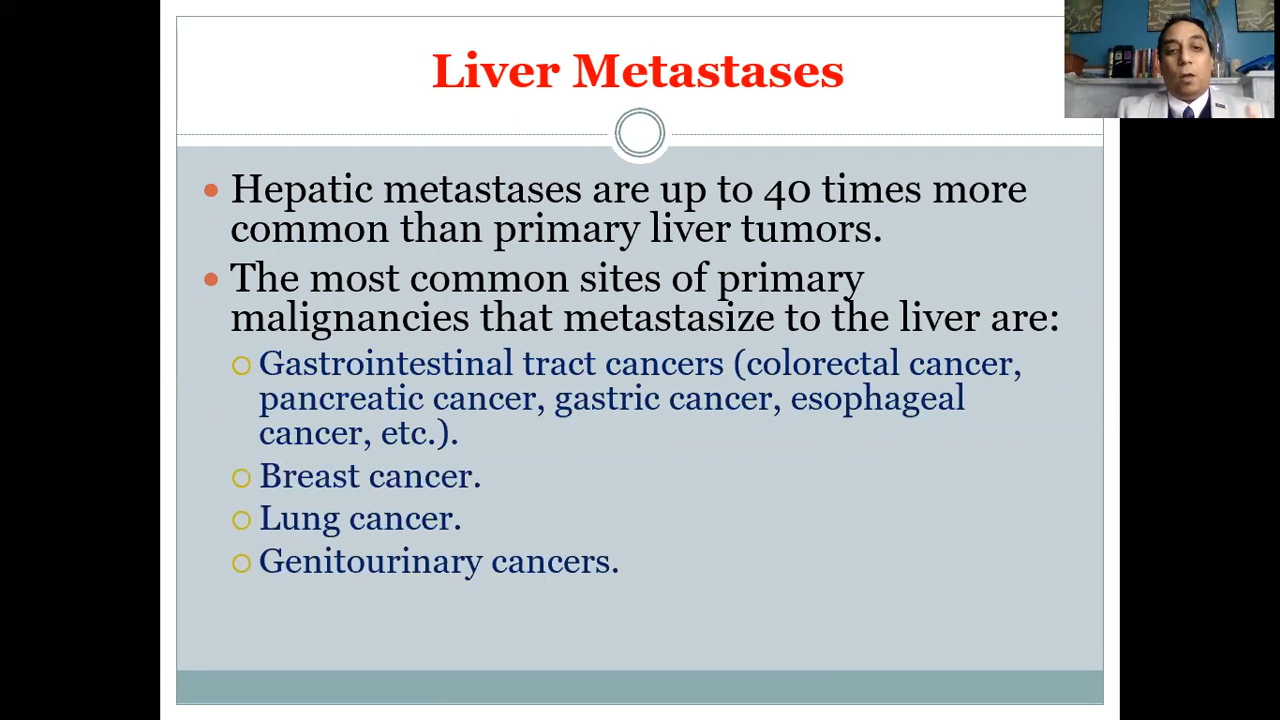 Liver Metastases
Hepatic metastases are up to 40 times more
common than primary liver tumors.
The most common sites of primary
malignancies that metastasize to the liver are:
Gastrointestinal tract cancers (colorectal cancer,
pancreatic cancer, gastric cancer, esophageal
cancer, etc.).
Breast cancer.
Lung cancer.
Genitourinary cancers.